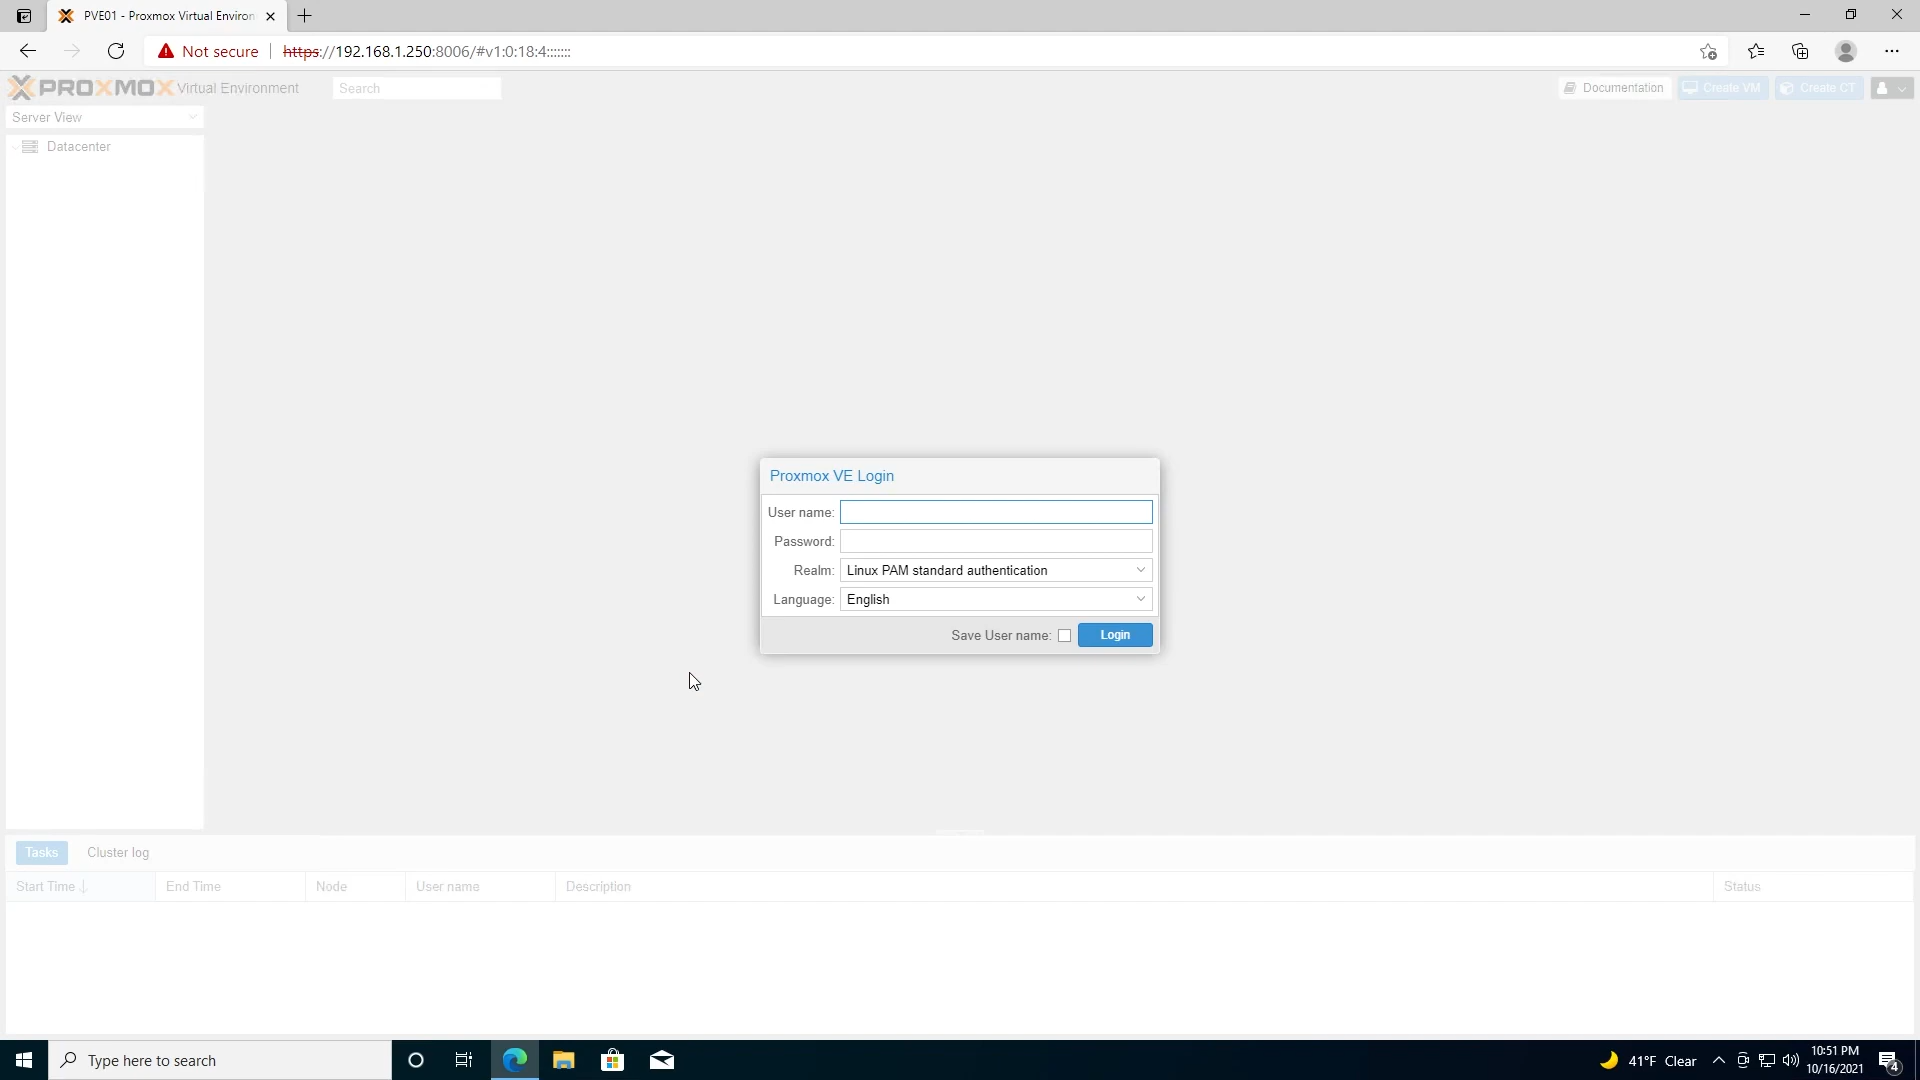 PVE01 - Proxmox Virtual Environ
Not secure
https://192.168.1.250:8006/#v1:0:18:4:::::::
PROXMOX Virtual Environment
Search
Documentation
Create VM
Create CT
Server View
Datacenter
Proxmox VE Login
User name:
Password:
Realm: Linux PAM standard authentication
Language: English
Save User name:
Login
Tasks
Cluster log
Start Time
End Time
Node
User name
Description
Status
Type here to search
41°F Clear
10:51 PM
10/16/2021
4